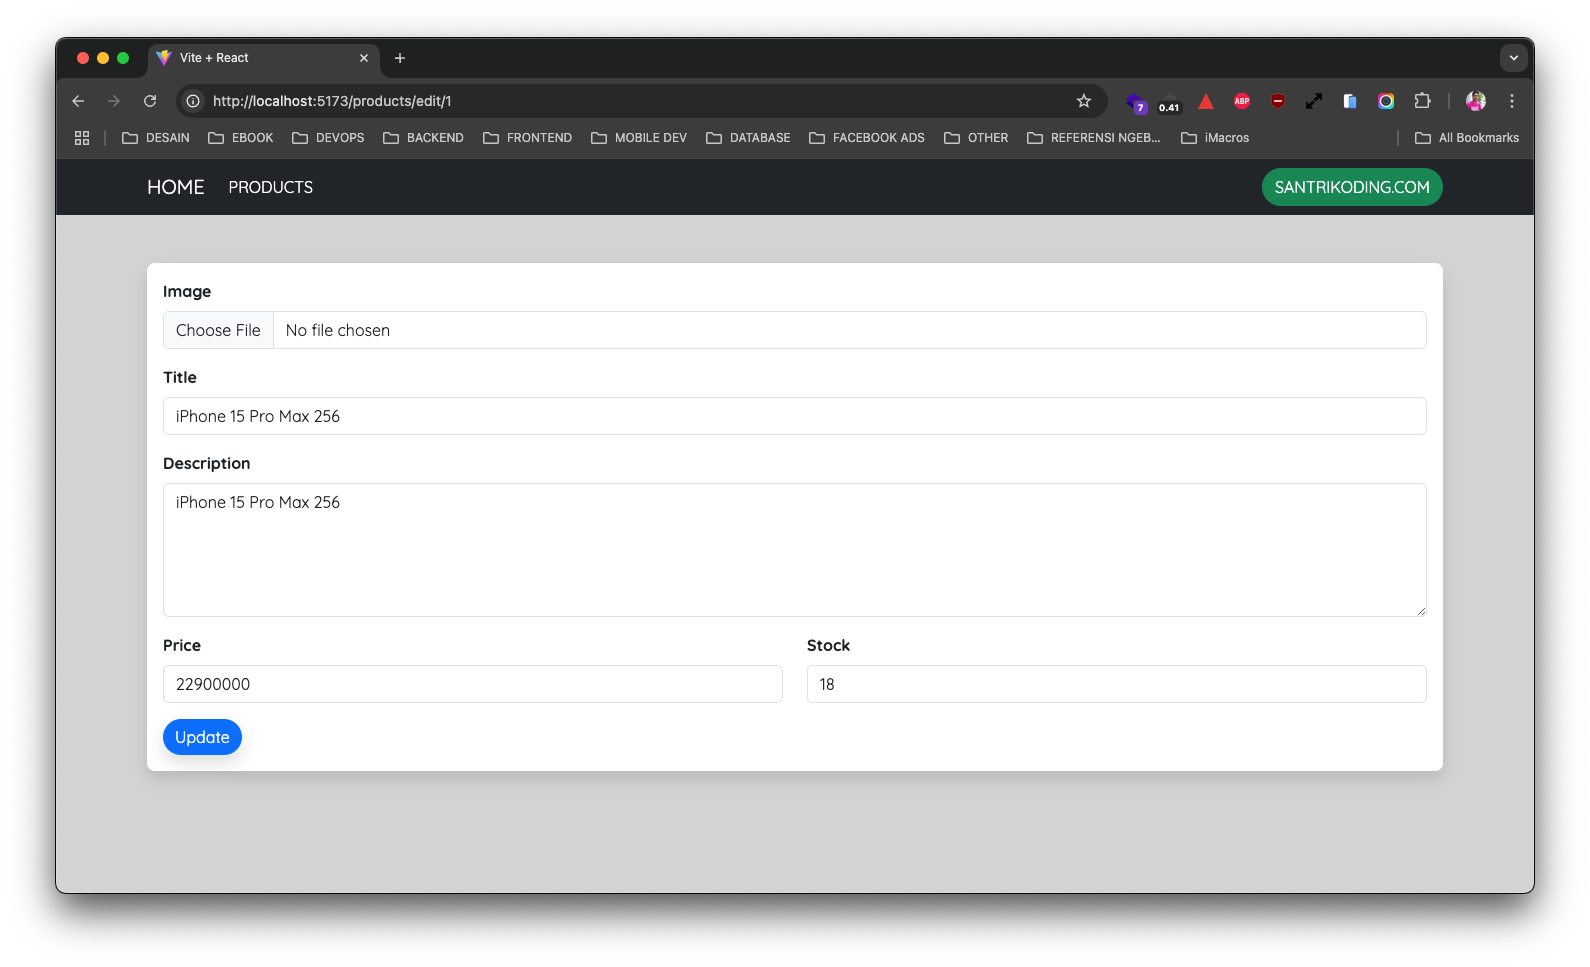 Vite + React
http://localhost:5173/products/edit/1
7
0.41
ABP
DESAIN EBOOK DEVOPS BACKEND FRONTEND MOBILE DEV DATABASE FACEBOOK ADS OTHER REFERENSI NGEB... iMacros All Bookmarks
HOME PRODUCTS SANTRIKODING.COM
Image
Choose File No file chosen
Title
iPhone 15 Pro Max 256
Description
iPhone 15 Pro Max 256
Price Stock
22900000 18
Update